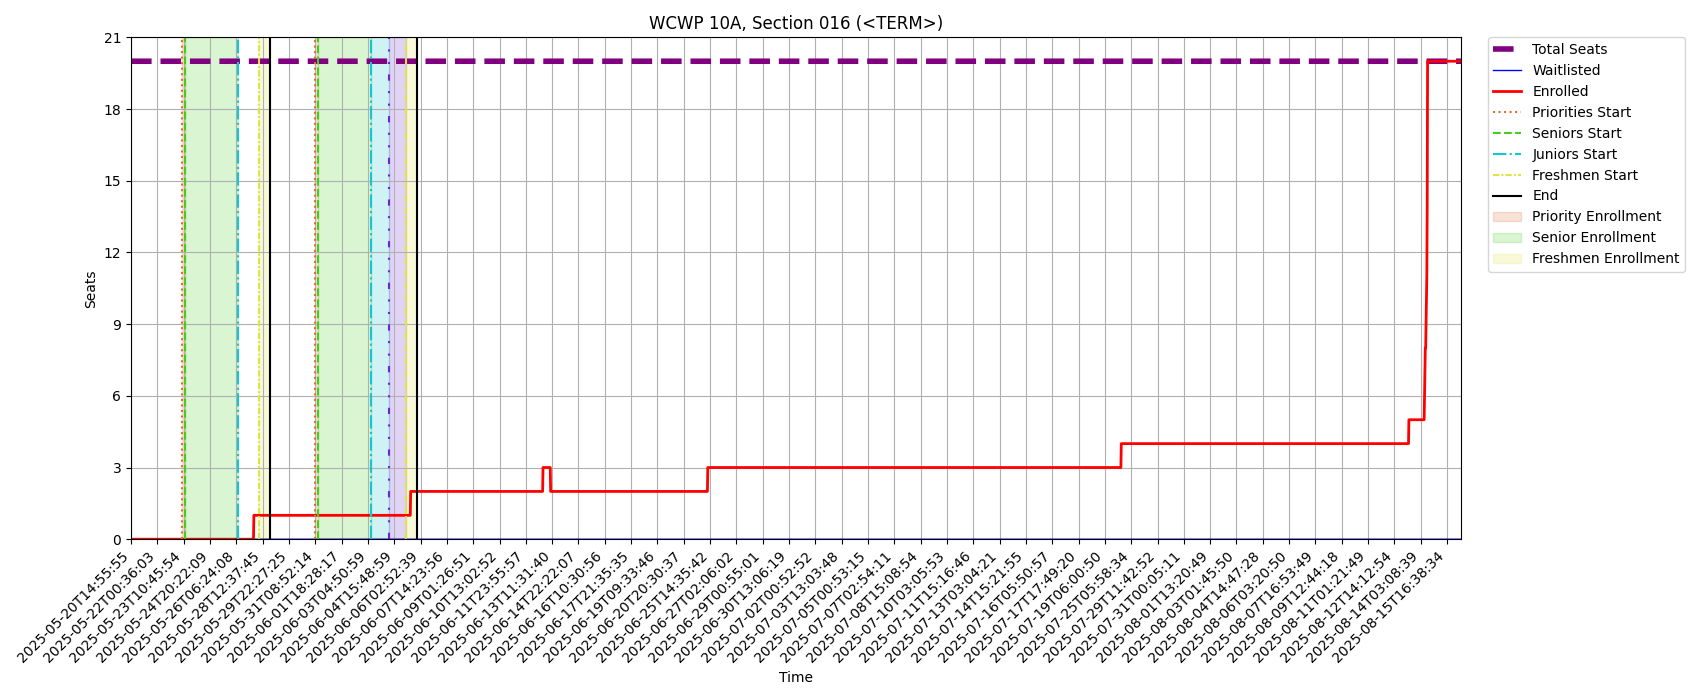 WCWP 10A, Section 016 (<TERM>)
21
18
15
12
9
6
3
0
Seats
2025-05-20T14:55:55
2025-05-22T00:36:03
2025-05-23T10:45:54
2025-05-24T20:22:09
2025-05-26T06:24:08
2025-05-28T12:37:45
2025-05-29T22:27:25
2025-05-31T08:52:14
2025-06-01T18:28:17
2025-06-03T04:50:59
2025-06-04T15:48:59
2025-06-06T02:52:39
2025-06-07T14:23:56
2025-06-09T01:26:51
2025-06-10T13:02:52
2025-06-11T23:55:57
2025-06-13T11:31:40
2025-06-14T22:22:07
2025-06-16T10:30:56
2025-06-17T21:35:35
2025-06-19T09:33:46
2025-06-20T20:30:37
2025-06-25T14:35:42
2025-06-27T02:06:02
2025-06-29T00:55:01
2025-06-30T13:06:19
2025-07-02T00:52:52
2025-07-03T13:03:48
2025-07-05T00:53:15
2025-07-07T02:54:11
2025-07-08T15:08:54
2025-07-10T03:05:53
2025-07-11T15:16:46
2025-07-13T03:04:21
2025-07-14T15:21:55
2025-07-16T05:50:57
2025-07-17T17:49:20
2025-07-19T06:00:50
2025-07-25T05:58:34
2025-07-29T11:42:52
2025-07-31T00:05:11
2025-08-01T13:20:49
2025-08-03T01:45:50
2025-08-04T14:47:28
2025-08-06T03:20:50
2025-08-07T16:53:49
2025-08-09T12:44:18
2025-08-11T01:21:49
2025-08-12T14:12:54
2025-08-14T03:08:39
2025-08-15T16:38:34
Time
Total Seats
Waitlisted
Enrolled
Priorities Start
Seniors Start
Juniors Start
Freshmen Start
End
Priority Enrollment
Senior Enrollment
Freshmen Enrollment